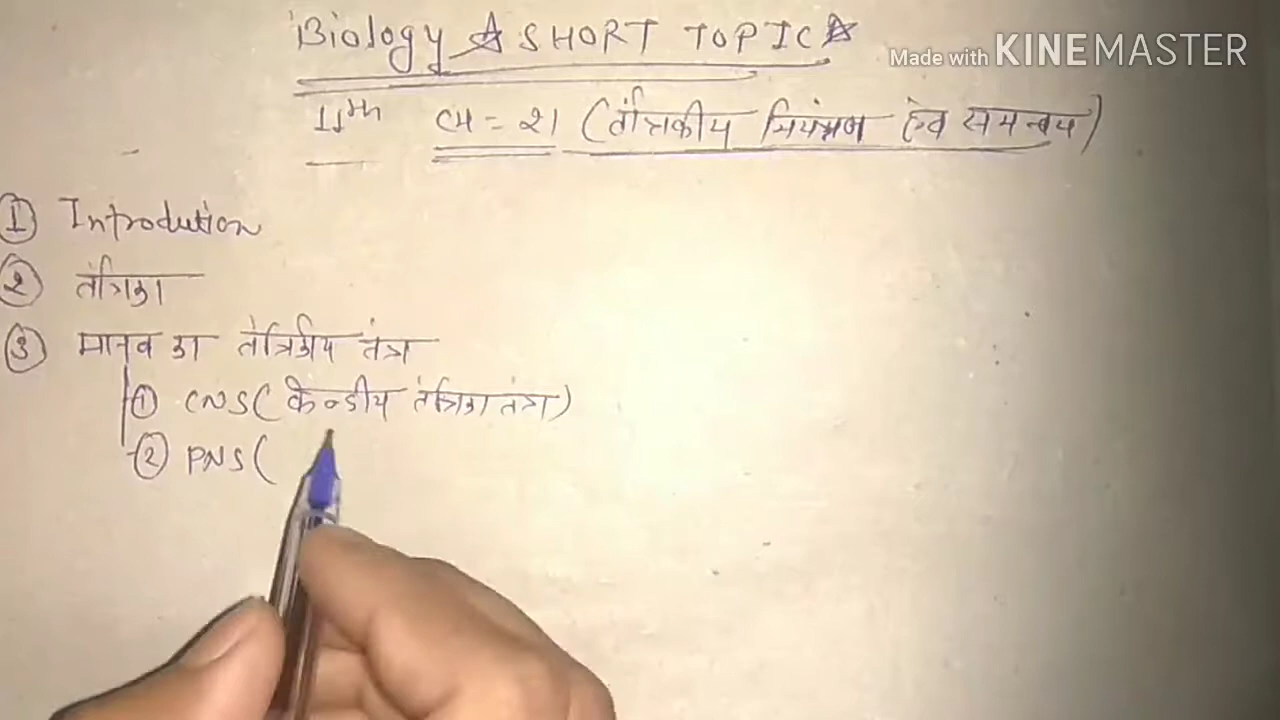 Biology ☆ SHORT TOPIC ☆
Made with KINEMASTER
11th CH = 21 (तंत्रिकीय नियंत्रण एवं समन्वय)
① Introdution
② तंत्रिका
③ मानव का तंत्रिकीय तंत्र
① CNS (केन्द्रीय तंत्रिका तंत्र)
② PNS (